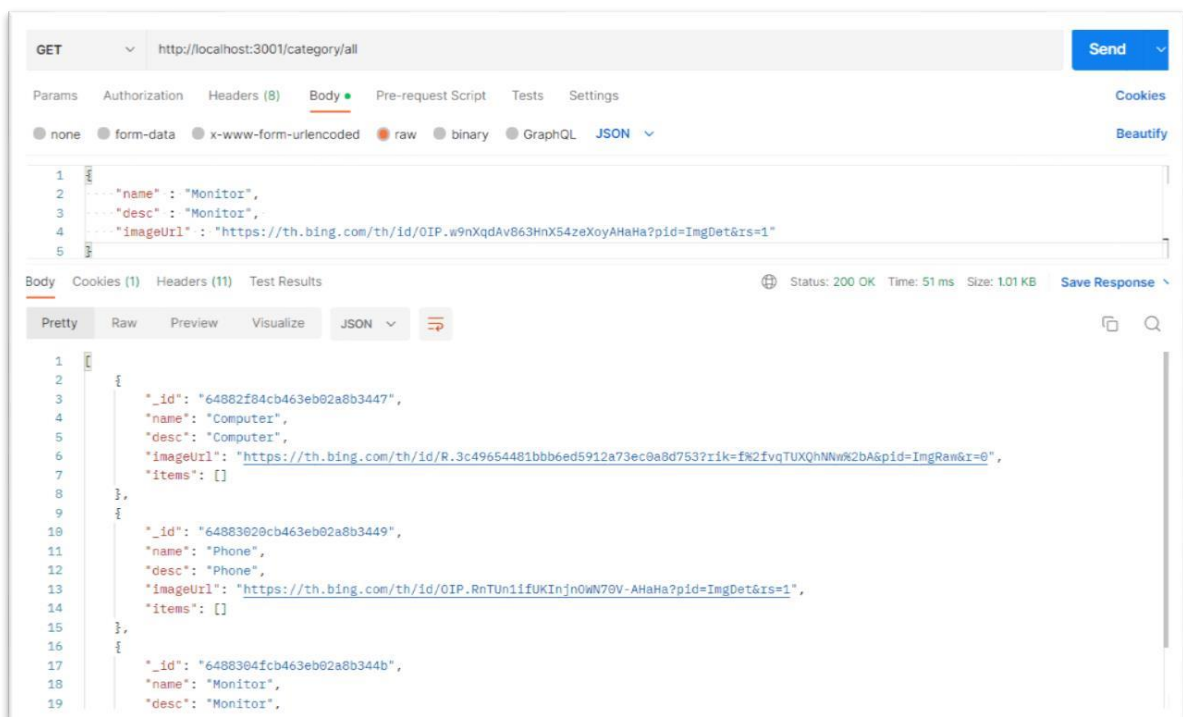 GET http://localhost:3001/category/all Send
Params Authorization Headers (8) Body Pre-request Script Tests Settings Cookies
none form-data x-www-form-urlencoded raw binary GraphQL JSON Beautify
1 {
2 "name" : "Monitor",
3 "desc" : "Monitor",
4 "imageUrl" : "https://th.bing.com/th/id/OIP.w9nXqdAv863HnX54zeXoyAHaHa?pid=ImgDet&rs=1"
5 }
Body Cookies (1) Headers (11) Test Results Status: 200 OK Time: 51 ms Size: 1.01 KB Save Response
Pretty Raw Preview Visualize JSON
1 [
2 {
3 "_id": "64882f84cb463eb02a8b3447",
4 "name": "Computer",
5 "desc": "Computer",
6 "imageUrl": "https://th.bing.com/th/id/R.3c49654481bbb6ed5912a73ec0a8d753?rik=f%2fvqTUXQhNNw%2bA&pid=ImgRaw&r=0",
7 "items": []
8 },
9 {
10 "_id": "64883020cb463eb02a8b3449",
11 "name": "Phone",
12 "desc": "Phone",
13 "imageUrl": "https://th.bing.com/th/id/OIP.RnTUn1ifUKInjnOWN70V-AHaHa?pid=ImgDet&rs=1",
14 "items": []
15 },
16 {
17 "_id": "6488304fcb463eb02a8b344b",
18 "name": "Monitor",
19 "desc": "Monitor",